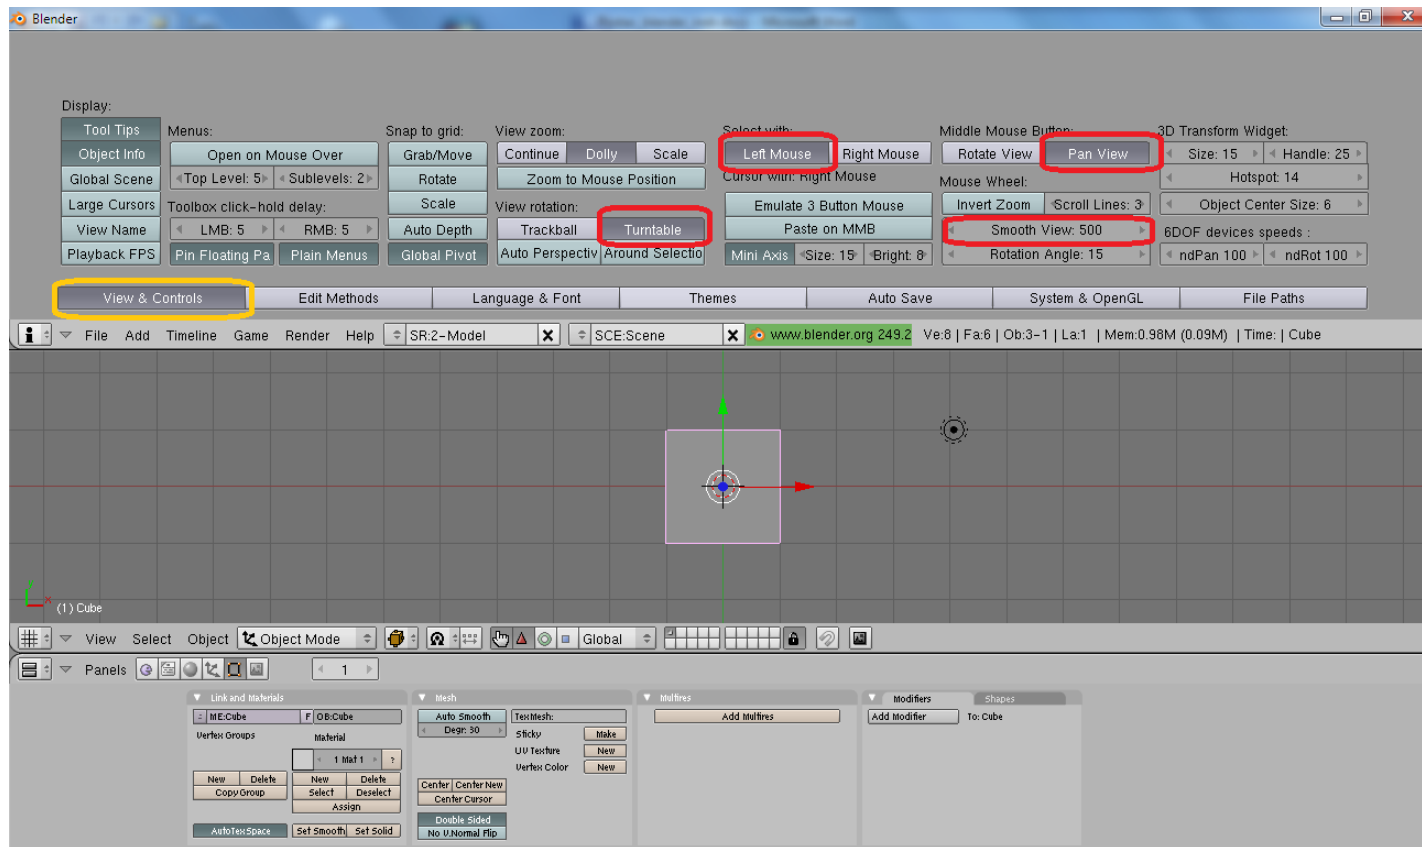 Blender
Display:
Tool Tips Menus: Snap to grid: View zoom: Select with: Middle Mouse Button: 3D Transform Widget:
Object Info Open on Mouse Over Grab/Move Continue Dolly Scale Left Mouse Right Mouse Rotate View Pan View Size: 15 Handle: 25
Global Scene Top Level: 5 Sublevels: 2 Rotate Zoom to Mouse Position Cursor with: Right Mouse Mouse Wheel: Hotspot: 14
Large Cursors Toolbox click-hold delay: Scale View rotation: Emulate 3 Button Mouse Invert Zoom Scroll Lines: 3 Object Center Size: 6
View Name LMB: 5 RMB: 5 Auto Depth Trackball Turntable Paste on MMB Smooth View: 500 6DOF devices speeds :
Playback FPS Pin Floating Pa Plain Menus Global Pivot Auto Perspectiv Around Selectio Mini Axis Size: 15 Bright: 8 Rotation Angle: 15 ndPan 100 ndRot 100
View & Controls Edit Methods Language & Font Themes Auto Save System & OpenGL File Paths
File Add Timeline Game Render Help SR:2-Model SCE:Scene www.blender.org 249.2 Ve:8 | Fa:6 | Ob:3-1 | La:1 | Mem:0.98M (0.09M) | Time: | Cube
x
(1) Cube
View Select Object Object Mode Global
Panels 1
Link and Materials Mesh Multires Modifiers Shapes
ME:Cube F OB:Cube Auto Smooth TexMesh: Add Multires Add Modifier To: Cube
Vertex Groups Material Degr: 30 Sticky Make
1 Mat 1 ? UV Texture New
Vertex Color New
New Delete New Delete Center Center New
Copy Group Select Deselect Center Cursor
Assign
Double Sided
AutoTexSpace Set Smooth Set Solid No V.Normal Flip